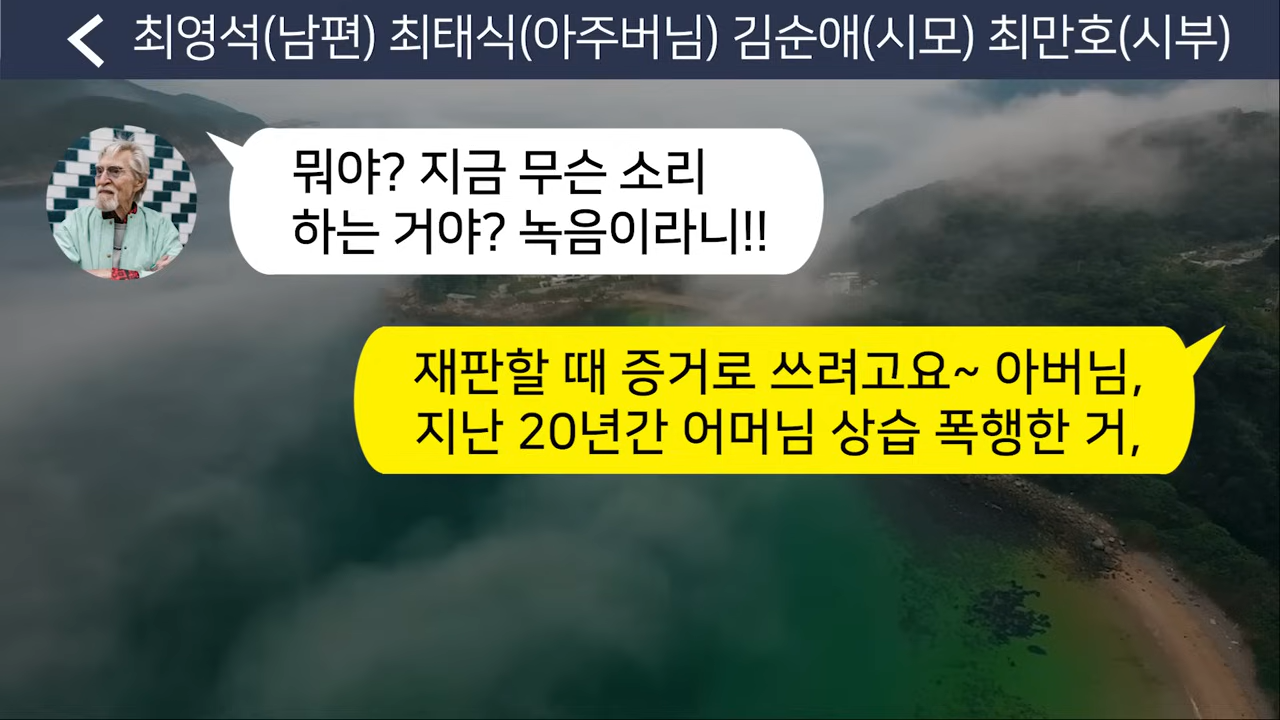 최영석(남편) 최태식(아주버님) 김순애(시모) 최만호(시부)
뭐야? 지금 무슨 소리
하는 거야? 녹음이라니!!
재판할 때 증거로 쓰려고요~ 아버님,
지난 20년간 어머님 상습 폭행한 거,